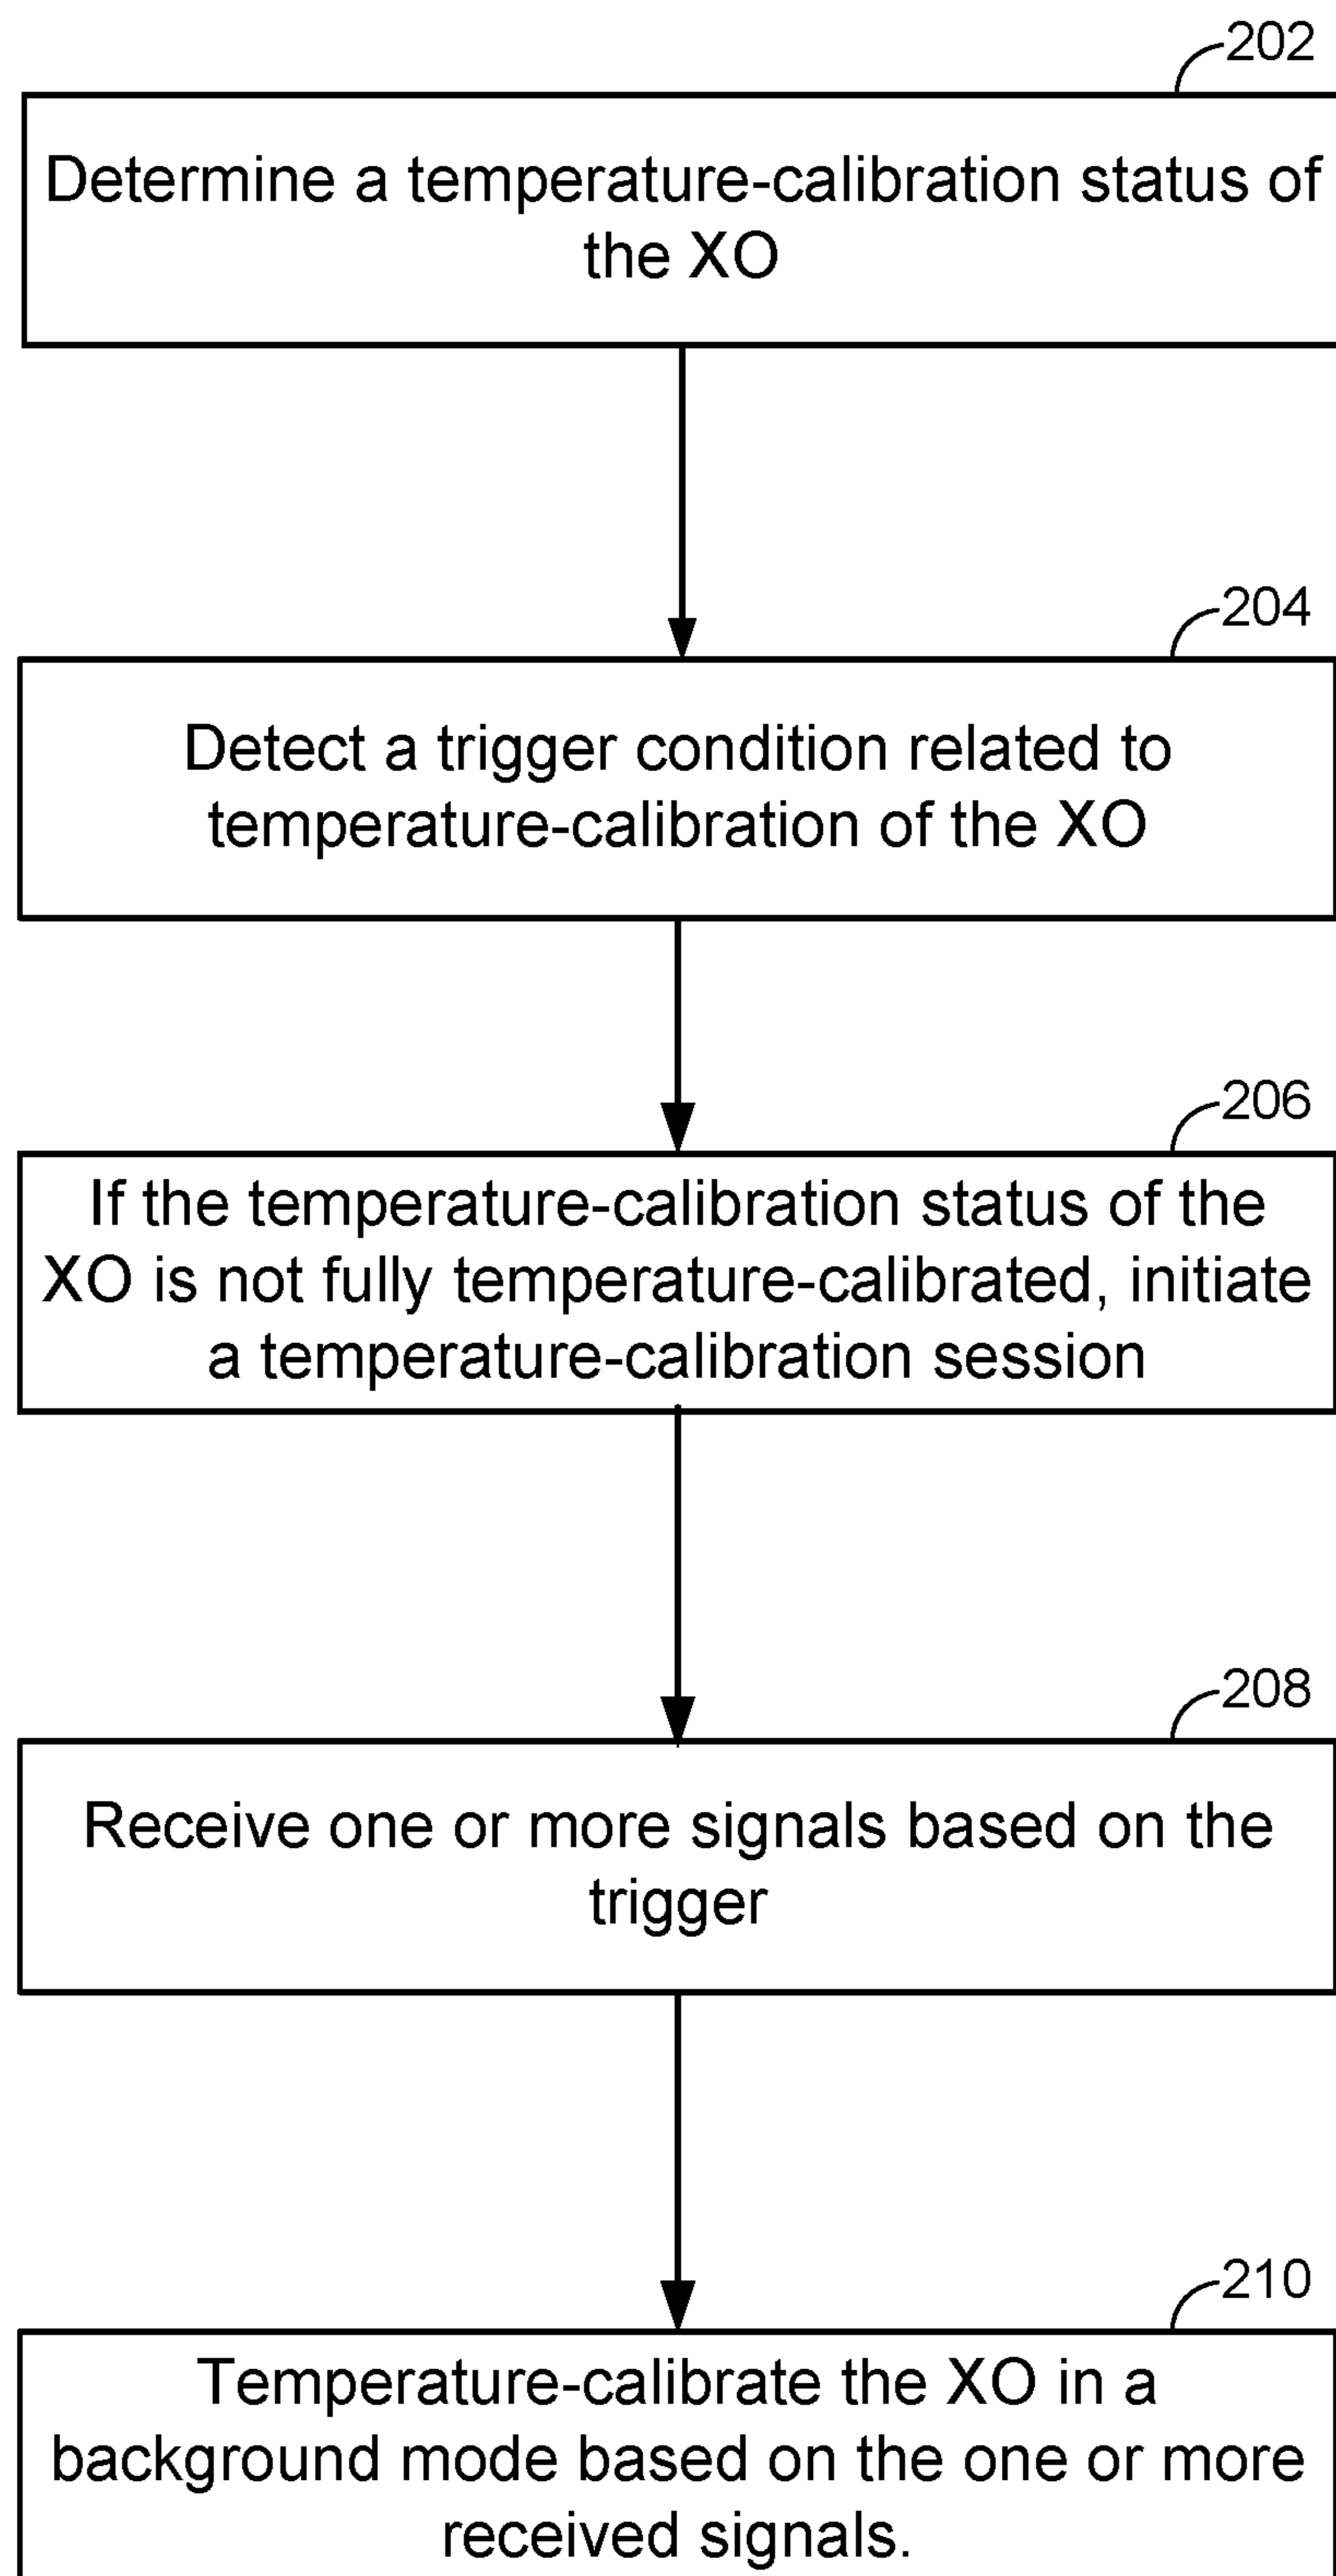 202
Determine a temperature-calibration status of
the XO
204
Detect a trigger condition related to
temperature-calibration of the XO
206
If the temperature-calibration status of the
XO is not fully temperature-calibrated, initiate
a temperature-calibration session
208
Receive one or more signals based on the
trigger
210
Temperature-calibrate the XO in a
background mode based on the one or more
received signals.